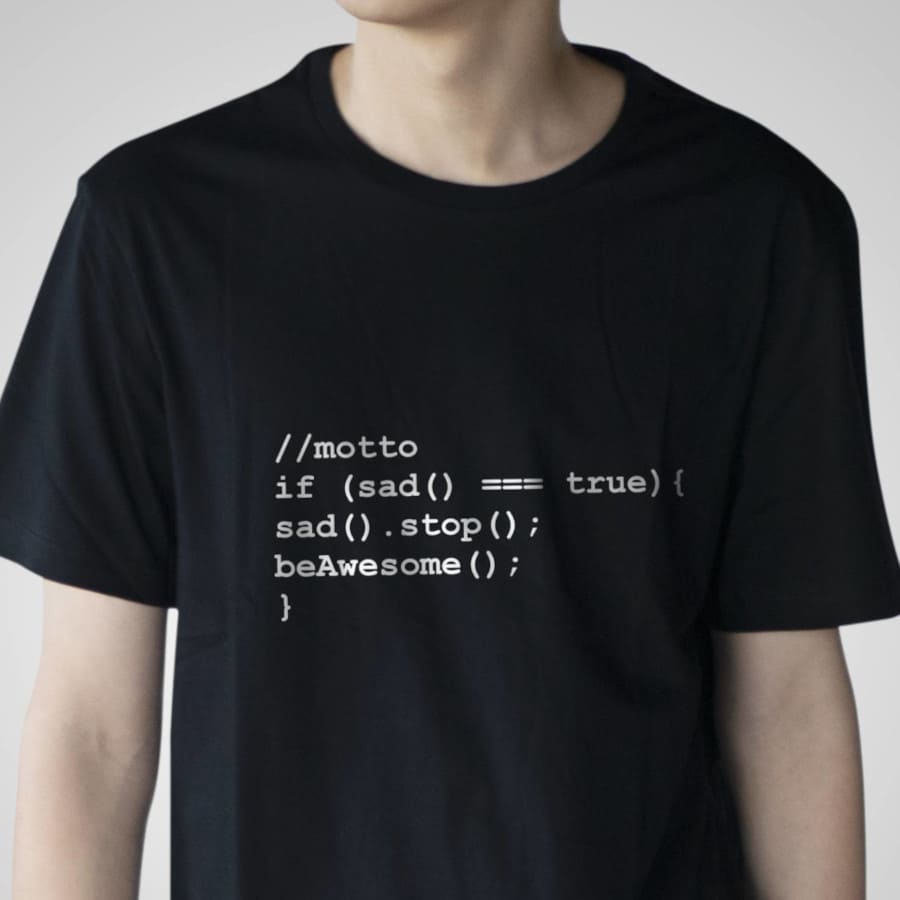 //motto
if (sad() === true){
sad().stop();
beAwesome();
}